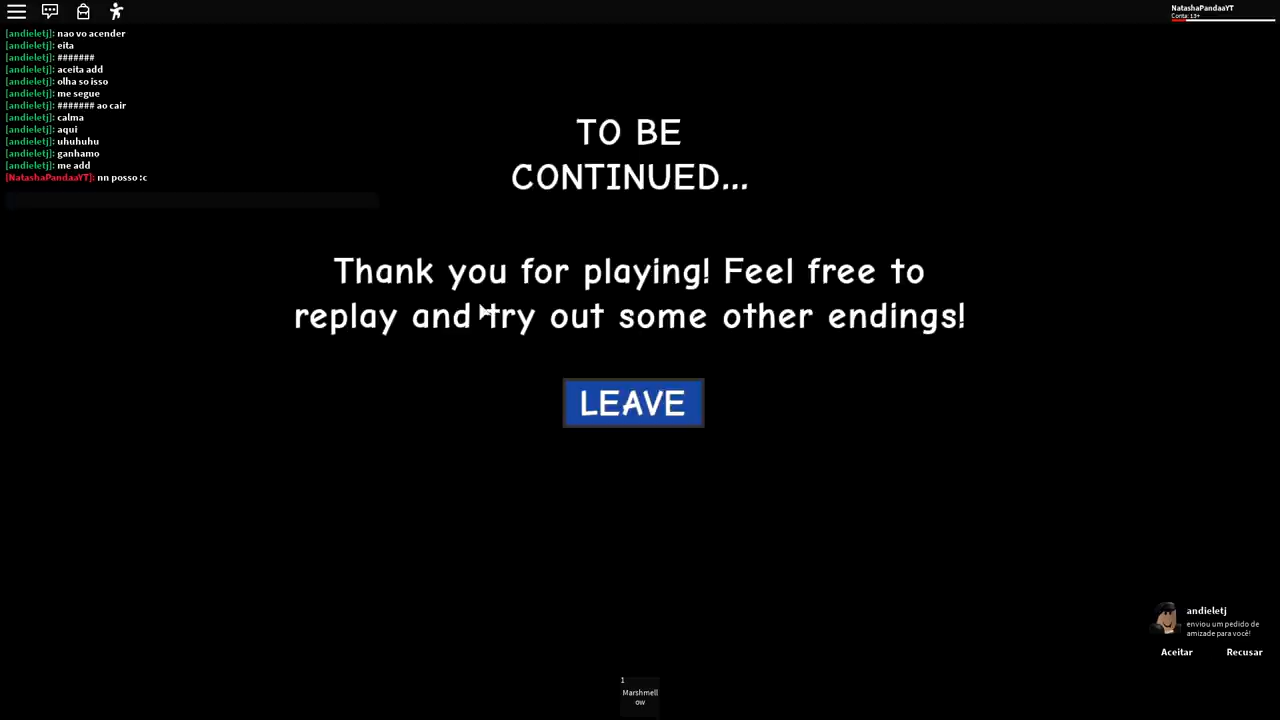 NatashaPandaaYT
Conta: 13+
[andieletj]: nao vo acender
[andieletj]: eita
[andieletj]: #######
[andieletj]: aceita add
[andieletj]: olha so isso
[andieletj]: me segue
[andieletj]: ####### ao cair
[andieletj]: calma
[andieletj]: aqui
[andieletj]: uhuhuhu
[andieletj]: ganhamo
[andieletj]: me add
[NatashaPandaaYT]: nn posso :c
TO BE
CONTINUED...
Thank you for playing! Feel free to
replay and try out some other endings!
LEAVE
andieletj
enviou um pedido de
amizade para você!
Aceitar Recusar
1
Marshmell
ow